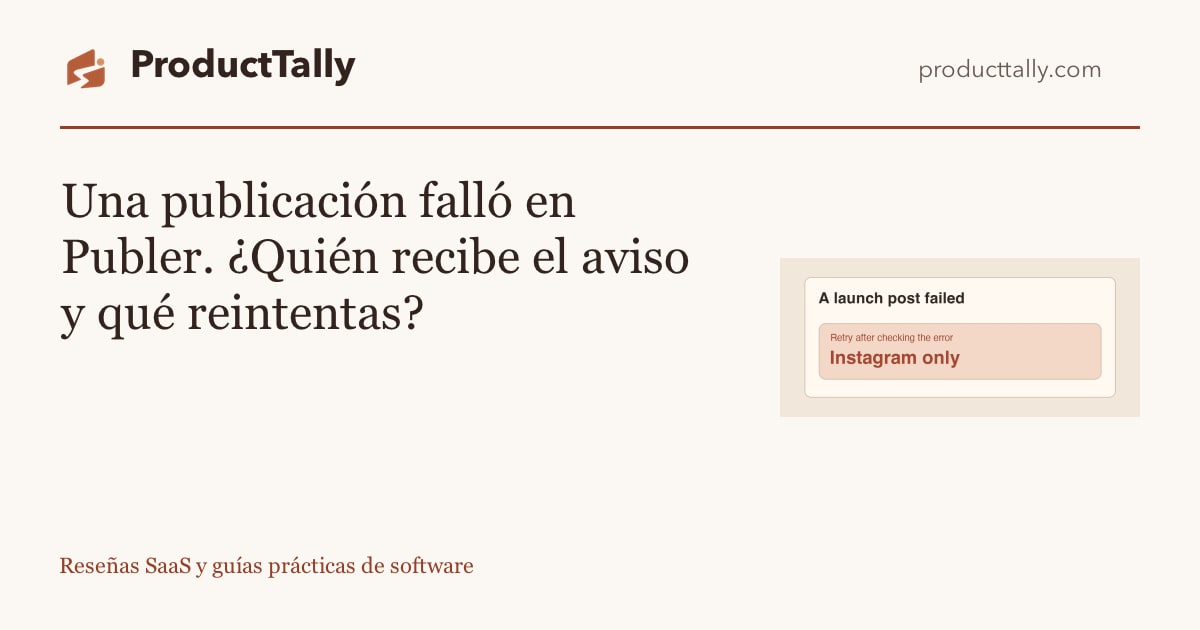 ProductTally
producttally.com
Una publicación falló en
Publer. ¿Quién recibe el aviso
y qué reintentas?
A launch post failed
Retry after checking the error
Instagram only
Reseñas SaaS y guías prácticas de software